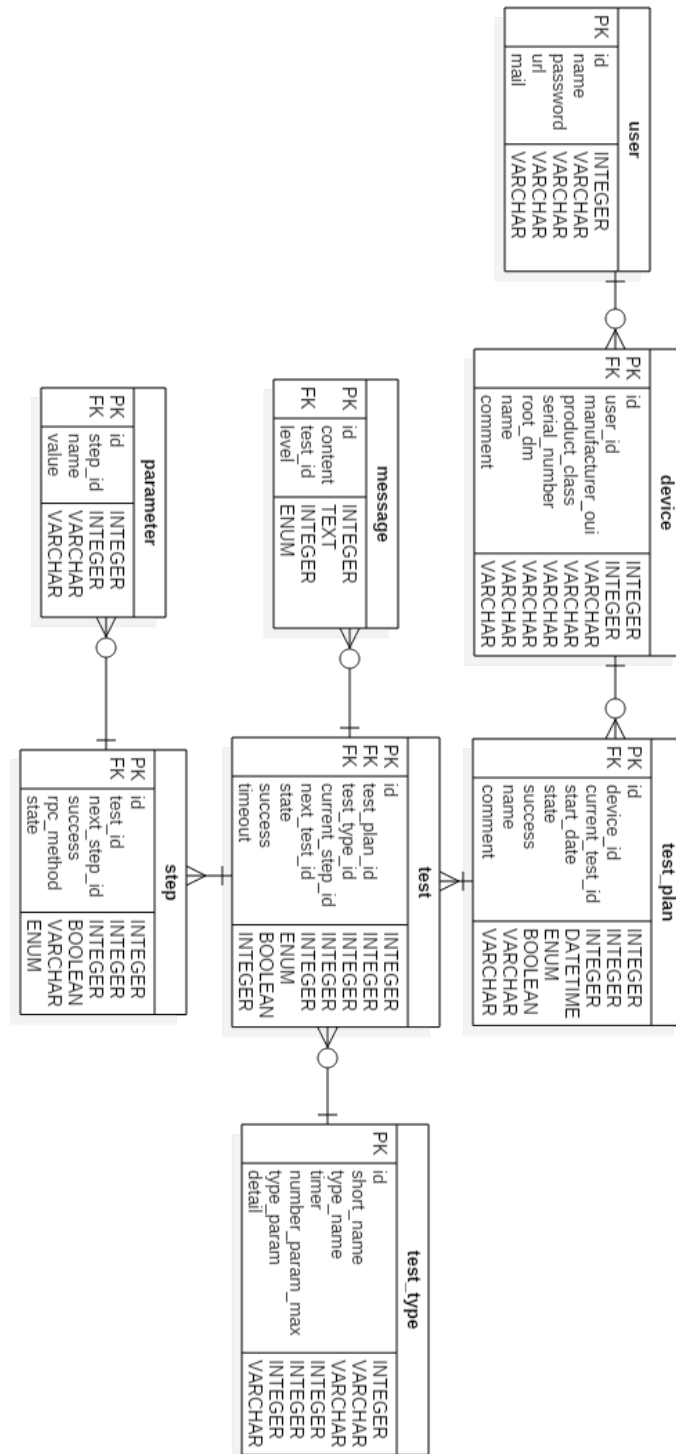 user
PK id INTEGER
name VARCHAR
password VARCHAR
url VARCHAR
mail VARCHAR
device
PK id INTEGER
FK user_id INTEGER
manufacturer_oui VARCHAR
product_class VARCHAR
serial_number VARCHAR
root_dm VARCHAR
name VARCHAR
comment VARCHAR
test_plan
PK id INTEGER
FK device_id INTEGER
current_test_id INTEGER
start_date DATETIME
state ENUM
success BOOLEAN
name VARCHAR
comment VARCHAR
message
PK id INTEGER
content TEXT
FK test_id INTEGER
level ENUM
test
PK id INTEGER
FK test_plan_id INTEGER
FK test_type_id INTEGER
current_step_id INTEGER
next_test_id INTEGER
state ENUM
success BOOLEAN
timeout INTEGER
test_type
PK id INTEGER
short_name VARCHAR
type_name VARCHAR
timer INTEGER
number_param_max INTEGER
type_param INTEGER
detail VARCHAR
parameter
PK id INTEGER
FK step_id INTEGER
name VARCHAR
value VARCHAR
step
PK id INTEGER
FK test_id INTEGER
next_step_id INTEGER
success BOOLEAN
rpc_method VARCHAR
state ENUM